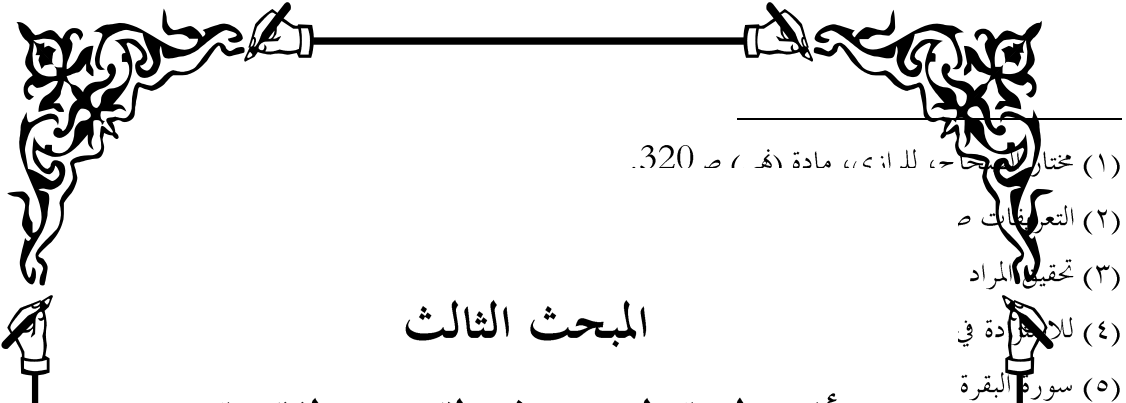 (١) مختار الصحاح، للرازي، مادة (نهى) ص 320.
(٢) التعريفات ص
(٣) تحقيق المراد
(٤) للاستزادة في
المبحث الثالث
(٥) سورة البقرة